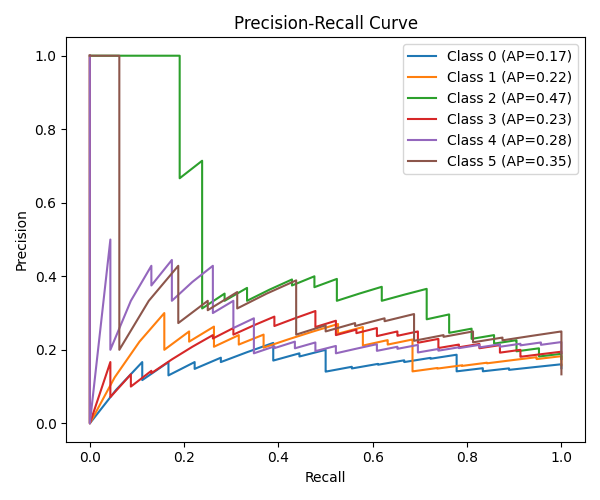 Precision-Recall Curve
Class 0 (AP=0.17)
Class 1 (AP=0.22)
Class 2 (AP=0.47)
Class 3 (AP=0.23)
Class 4 (AP=0.28)
Class 5 (AP=0.35)
Precision
1.0
0.8
0.6
0.4
0.2
0.0
0.0 0.2 0.4 0.6 0.8 1.0
Recall